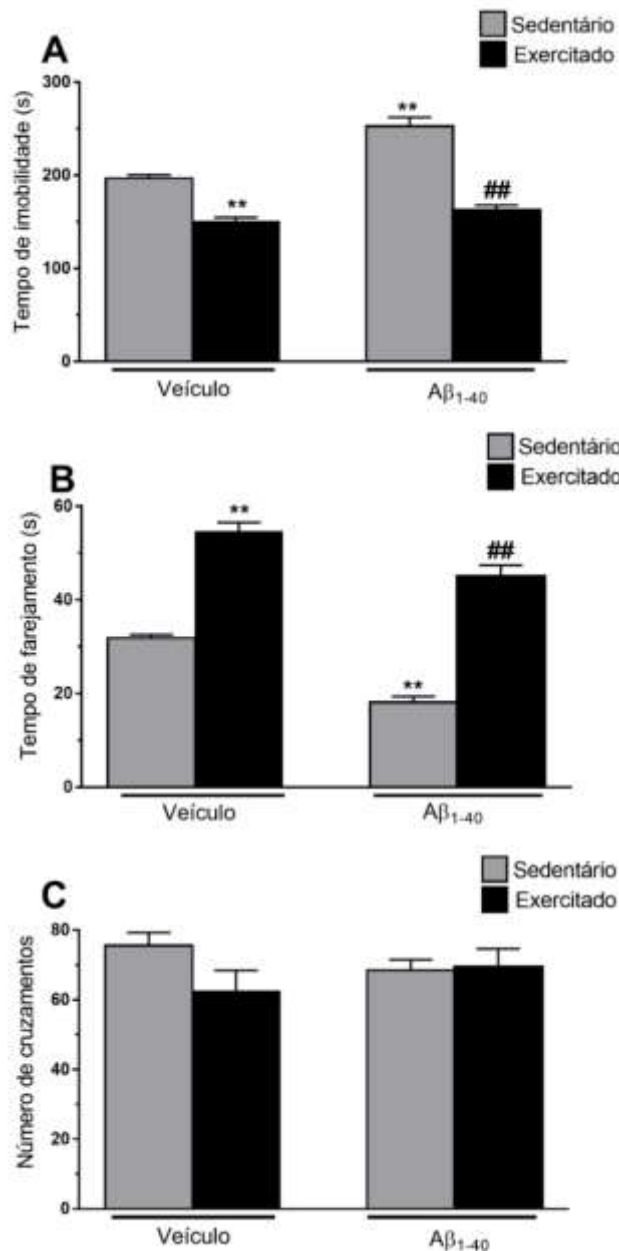 A
Sedentário
Exercitado
Tempo de imobilidade (s)
300
200
100
0
**
**
##
Veículo
Aβ1-40
B
Sedentário
Exercitado
Tempo de farejamento (s)
60
40
20
0
**
**
##
Veículo
Aβ1-40
C
Sedentário
Exercitado
Número de cruzamentos
80
60
40
20
0
Veículo
Aβ1-40